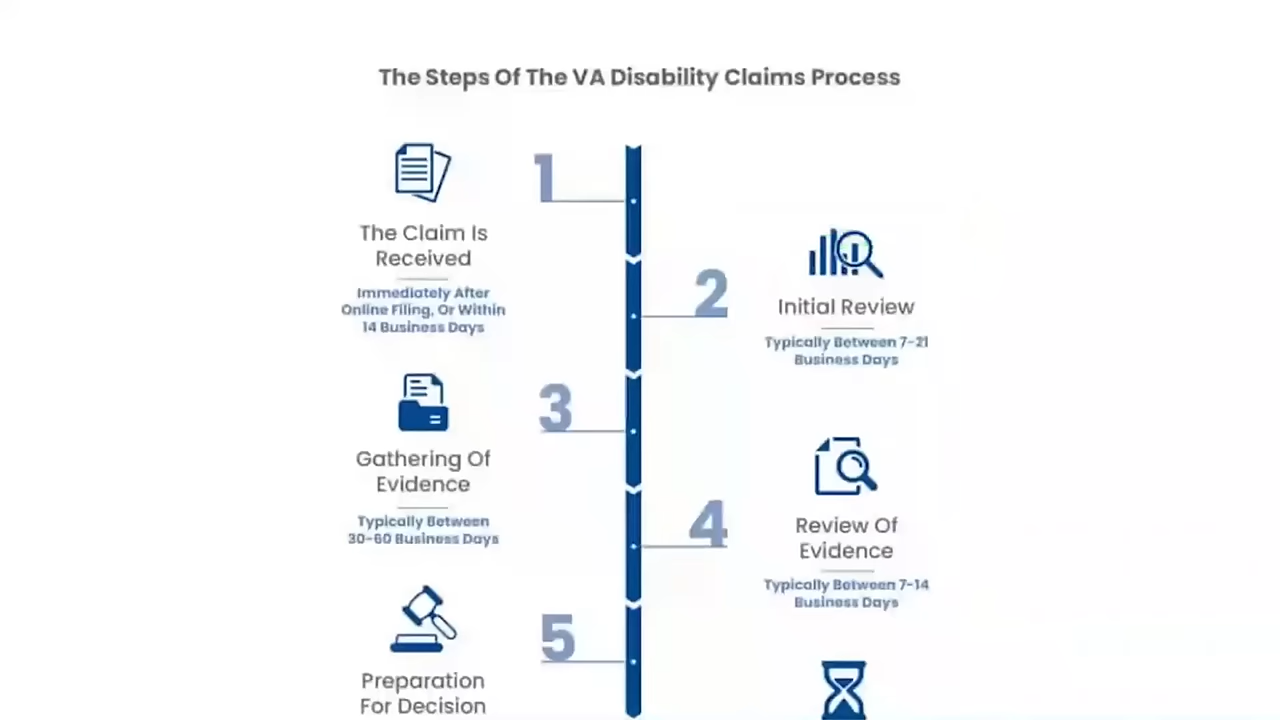 The Steps Of The VA Disability Claims Process
1
The Claim Is
Received
Immediately After
Online Filing, Or Within
14 Business Days
2
Initial Review
Typically Between 7-21
Business Days
3
Gathering Of
Evidence
Typically Between
30-60 Business Days
4
Review Of
Evidence
Typically Between 7-14
Business Days
5
Preparation
For Decision